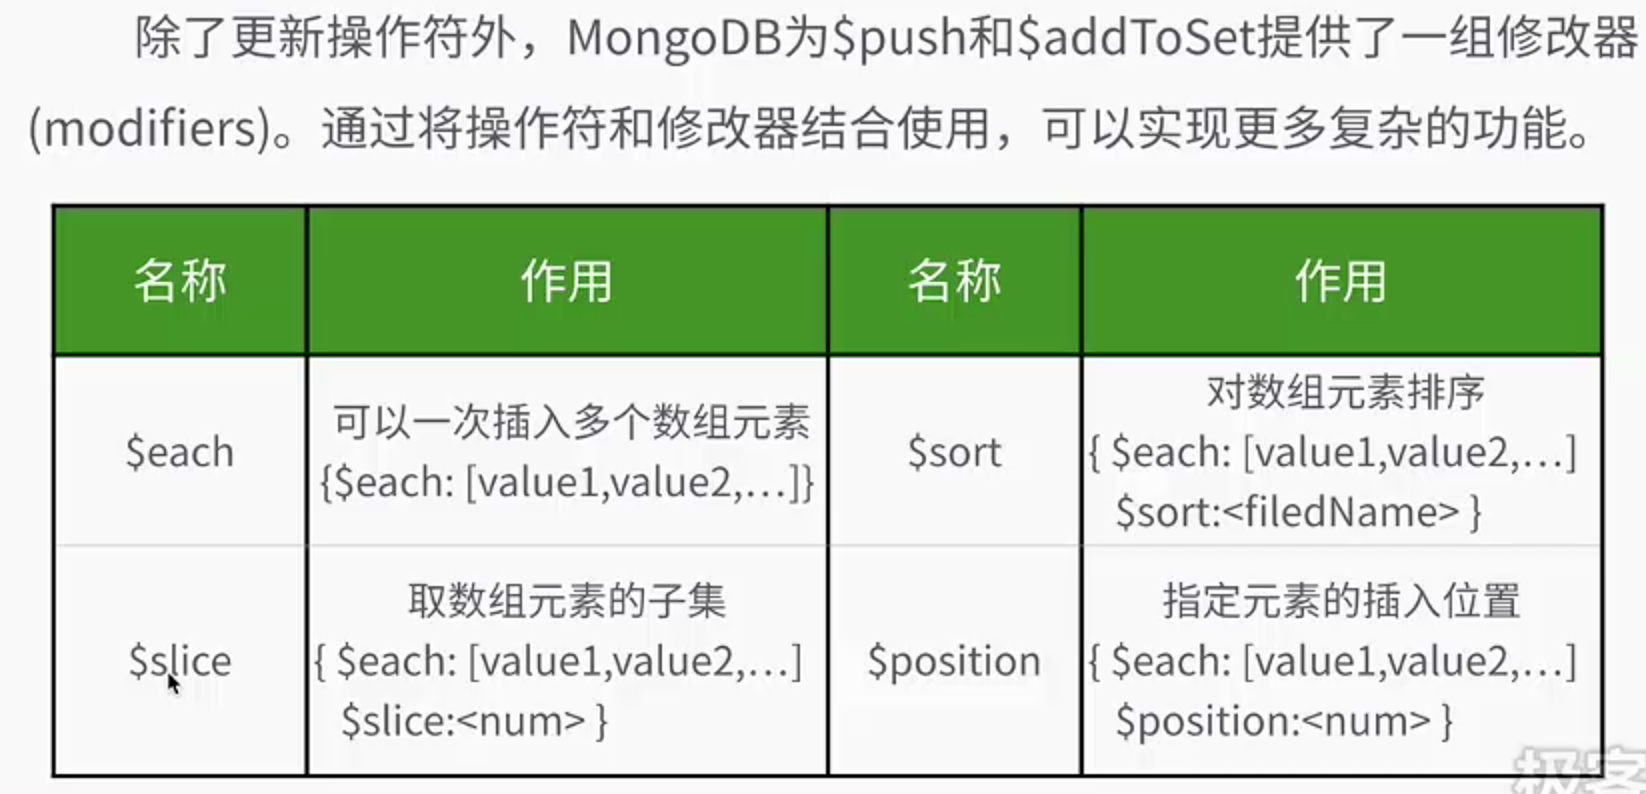 除了更新操作符外，MongoDB为$push和$addToSet提供了一组修改器
(modifiers)。通过将操作符和修改器结合使用，可以实现更多复杂的功能。
名称 作用 名称 作用
$each
可以一次插入多个数组元素
{$each: [value1,value2,…]}
$sort
对数组元素排序
{ $each: [value1,value2,…]
$sort:<filedName> }
$slice
取数组元素的子集
{ $each: [value1,value2,…]
$slice:<num> }
$position
指定元素的插入位置
{ $each: [value1,value2,…]
$position:<num> }
极客